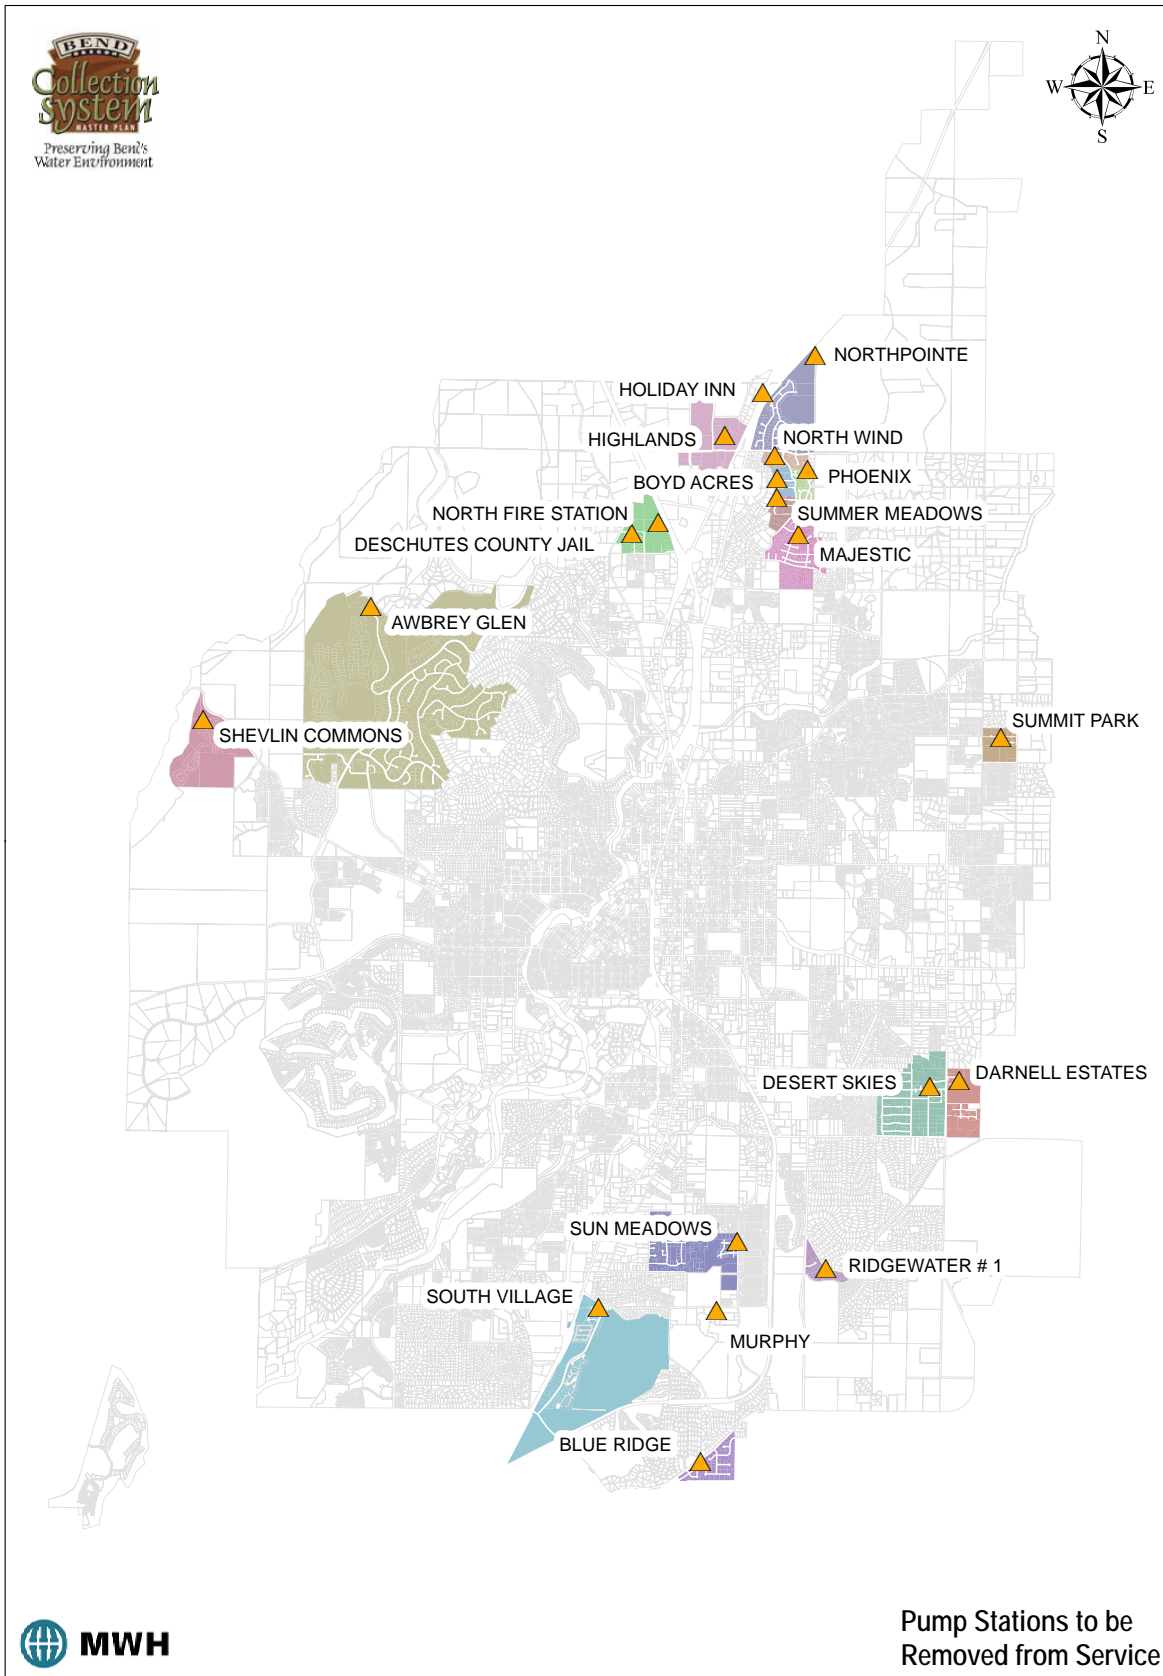 BEND
OREGON
Collection
System
MASTER PLAN
Preserving Bend's
Water Environment
N
W E
S
NORTHPOINTE
HOLIDAY INN
HIGHLANDS
NORTH WIND
BOYD ACRES
PHOENIX
NORTH FIRE STATION
SUMMER MEADOWS
DESCHUTES COUNTY JAIL
MAJESTIC
AWBREY GLEN
SHEVLIN COMMONS
SUMMIT PARK
DESERT SKIES
DARNELL ESTATES
SUN MEADOWS
RIDGEWATER # 1
SOUTH VILLAGE
MURPHY
BLUE RIDGE
MWH
Pump Stations to be
Removed from Service